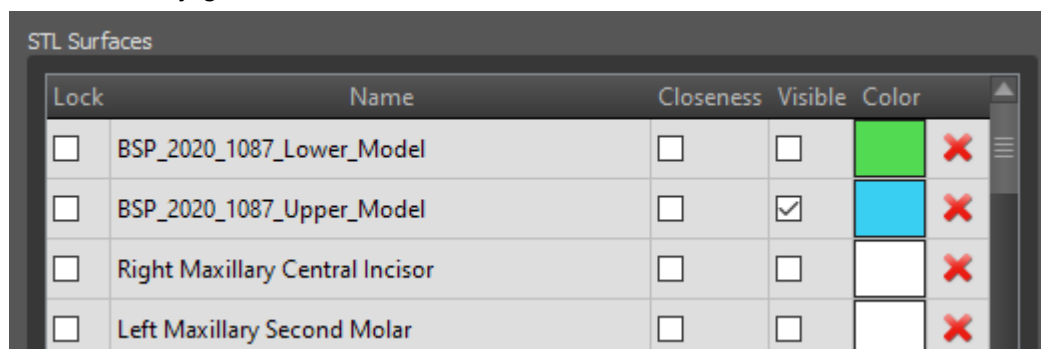 STL Surfaces
Lock Name Closeness Visible Color
BSP_2020_1087_Lower_Model
BSP_2020_1087_Upper_Model
Right Maxillary Central Incisor
Left Maxillary Second Molar